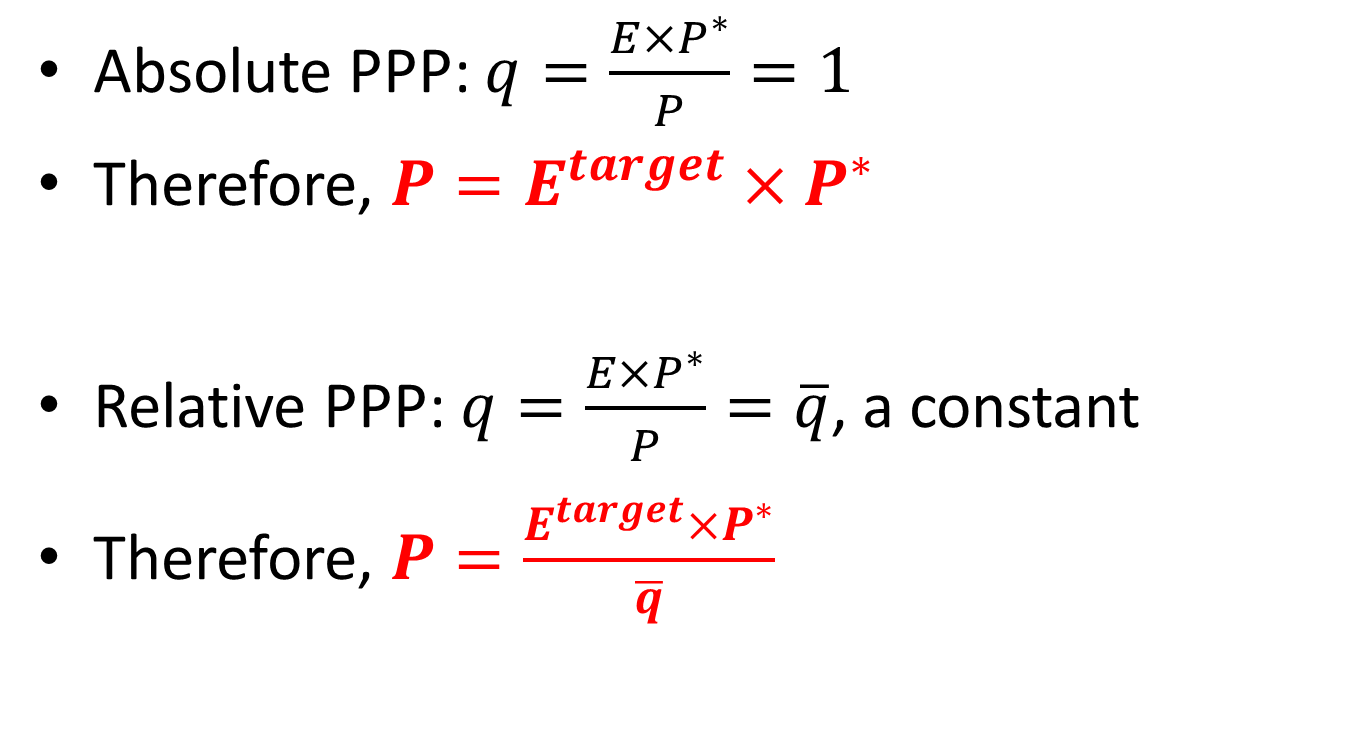 • Absolute PPP: q = E×P*/P = 1
• Therefore, P = E^target × P*
• Relative PPP: q = E×P*/P = q̅, a constant
• Therefore, P = E^target×P*/q̅